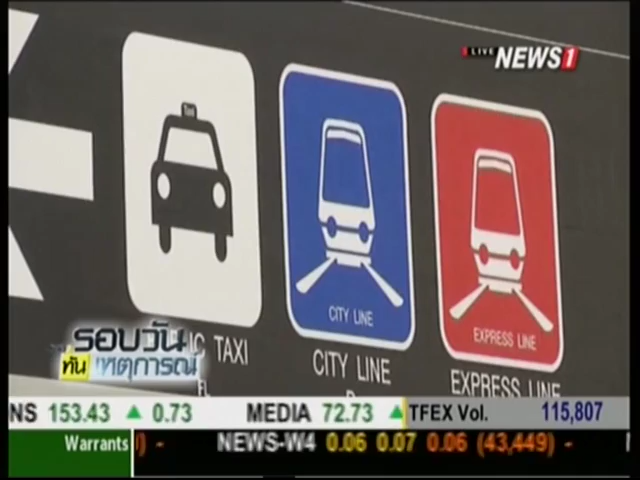 LIVE NEWS1
Taxi
CITY LINE
EXPRESS LINE
IC TAXI
CITY LINE
EXPRESS LINE
รอบวัน
ทัน เหตุการณ์
NS 153.43 ▲ 0.73 MEDIA 72.73 ▲ TFEX Vol. 115,807
Warrants ) - NEWS-W4 0.06 0.07 0.06 (43,449) -